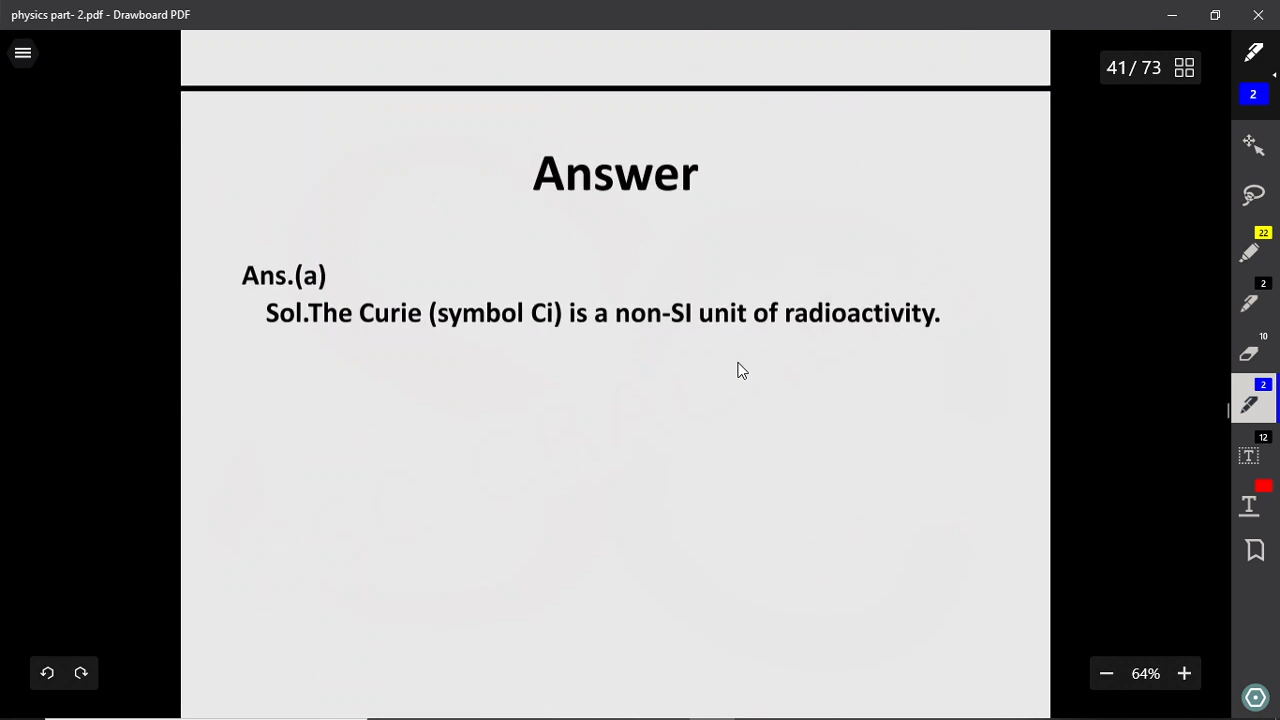 physics part- 2.pdf - Drawboard PDF
41/ 73
2
Answer
22
Ans.(a)
2
Sol.The Curie (symbol Ci) is a non-SI unit of radioactivity.
10
2
12
T
T
64%